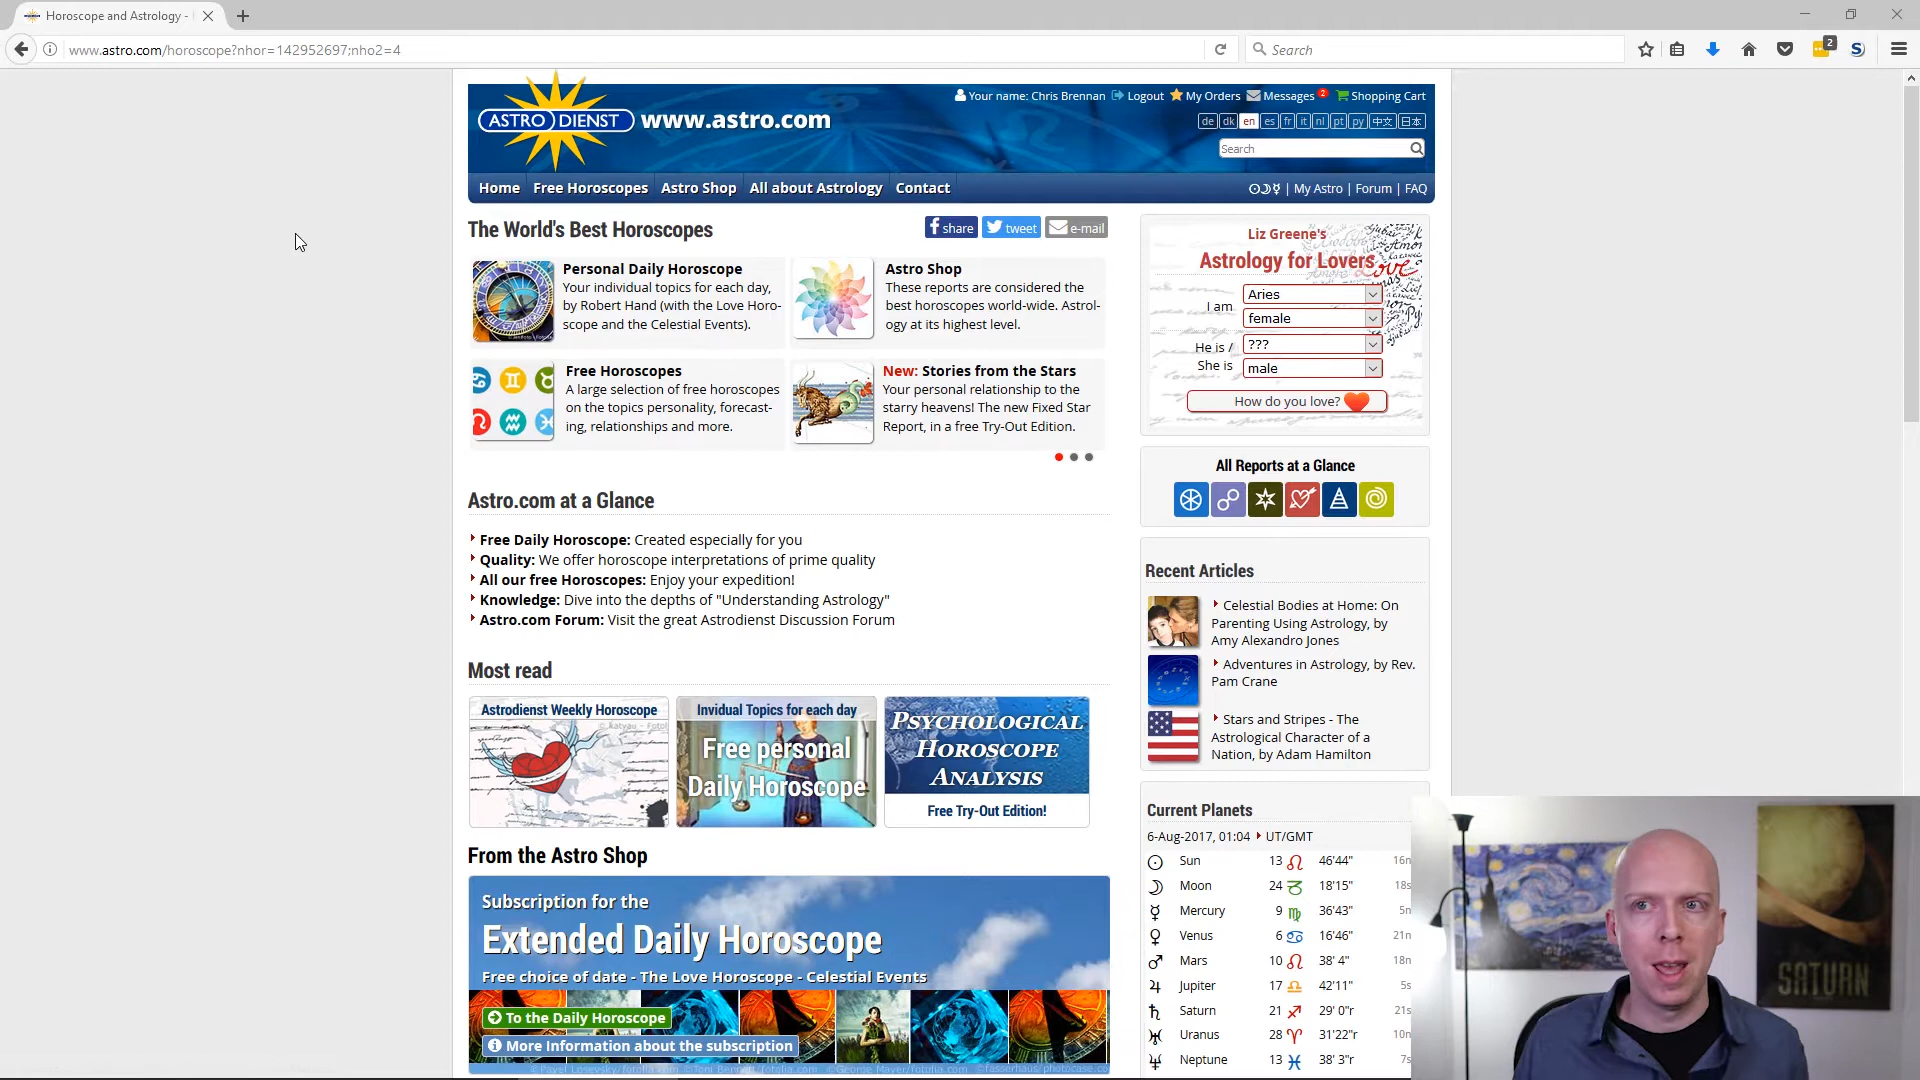 Horoscope and Astrology -
www.astro.com/horoscope?nhor=142952697;nho2=4
Search
2
ASTRO DIENST www.astro.com
Your name: Chris Brennan Logout My Orders Messages 2 Shopping Cart
de dk en es fr it nl pt py 中文 日本
Search
Home Free Horoscopes Astro Shop All about Astrology Contact
My Astro | Forum | FAQ
The World's Best Horoscopes
share tweet e-mail
Personal Daily Horoscope
Your individual topics for each day,
by Robert Hand (with the Love Horo-
scope and the Celestial Events).
Astro Shop
These reports are considered the
best horoscopes world-wide. Astrol-
ogy at its highest level.
Free Horoscopes
A large selection of free horoscopes
on the topics personality, forecast-
ing, relationships and more.
New: Stories from the Stars
Your personal relationship to the
starry heavens! The new Fixed Star
Report, in a free Try-Out Edition.
Astro.com at a Glance
Free Daily Horoscope: Created especially for you
Quality: We offer horoscope interpretations of prime quality
All our free Horoscopes: Enjoy your expedition!
Knowledge: Dive into the depths of "Understanding Astrology"
Astro.com Forum: Visit the great Astrodienst Discussion Forum
Most read
Astrodienst Weekly Horoscope
Invidual Topics for each day
Free personal
Daily Horoscope
PSYCHOLOGICAL
HOROSCOPE
ANALYSIS
Free Try-Out Edition!
From the Astro Shop
Subscription for the
Extended Daily Horoscope
Free choice of date - The Love Horoscope - Celestial Events
To the Daily Horoscope
More Information about the subscription
Liz Greene's
Astrology for Lovers
Love
I am
Aries
female
He is /
She is
???
male
How do you love?
All Reports at a Glance
Recent Articles
Celestial Bodies at Home: On
Parenting Using Astrology, by
Amy Alexandro Jones
Adventures in Astrology, by Rev.
Pam Crane
Stars and Stripes - The
Astrological Character of a
Nation, by Adam Hamilton
Current Planets
6-Aug-2017, 01:04 UT/GMT
☉ Sun 13 ♌ 46'44" 16n
☽ Moon 24 ♑ 18'15" 18s
☿ Mercury 9 ♍ 36'43" 5n
♀ Venus 6 ♋ 16'46" 21n
♂ Mars 10 ♌ 38' 4" 18n
♃ Jupiter 17 ♎ 42'11" 5s
♄ Saturn 21 ♐ 29' 0"r 21s
♅ Uranus 28 ♈ 31'22"r 10n
♆ Neptune 13 ♓ 38' 3"r 7s
SATURN